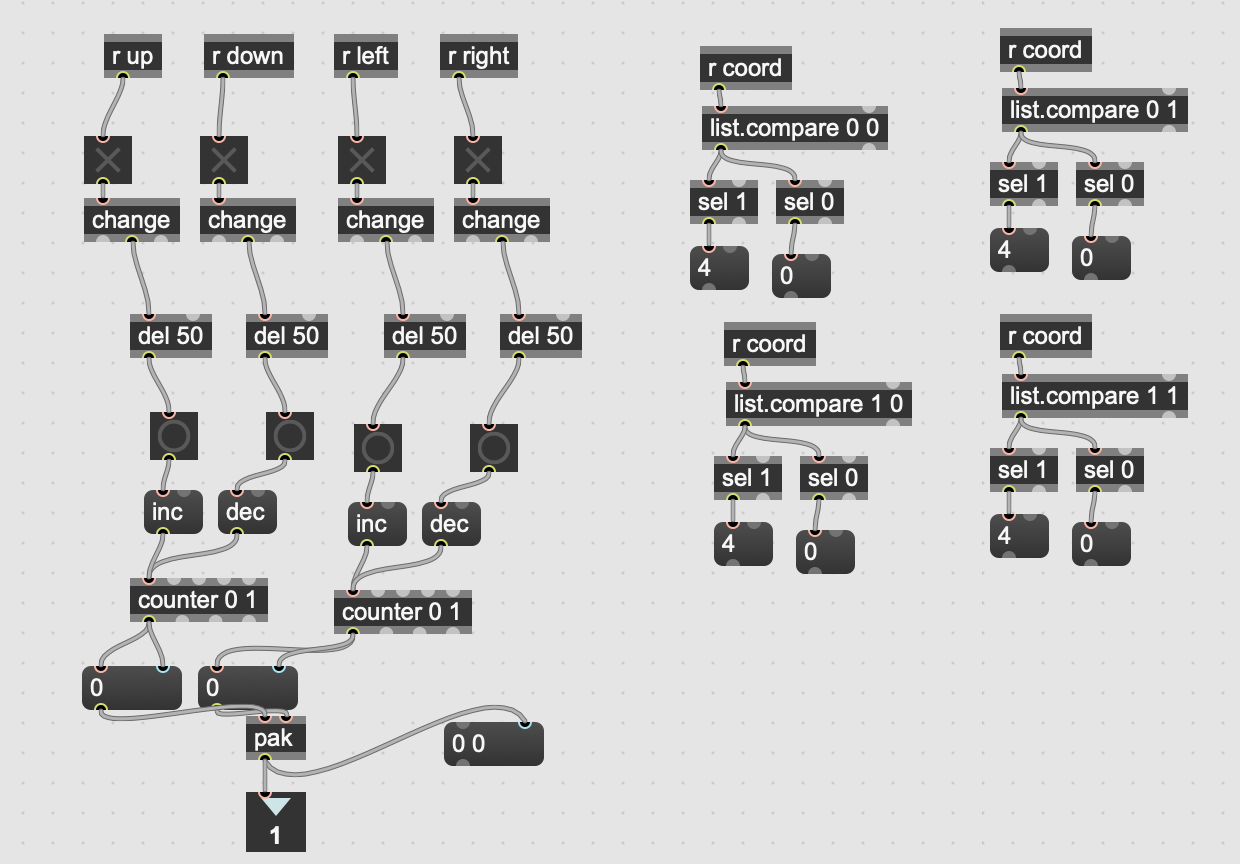 r up
r down
r left
r right
change
change
change
change
del 50
del 50
del 50
del 50
inc
dec
inc
dec
counter 0 1
counter 0 1
0
0
pak
0 0
1
r coord
list.compare 0 0
sel 1
sel 0
4
0
r coord
list.compare 0 1
sel 1
sel 0
4
0
r coord
list.compare 1 0
sel 1
sel 0
4
0
r coord
list.compare 1 1
sel 1
sel 0
4
0